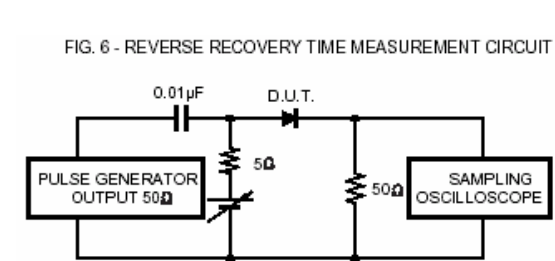 FIG. 6 - REVERSE RECOVERY TIME MEASUREMENT CIRCUIT
0.01µF
D.U.T.
5Ω
PULSE GENERATOR
OUTPUT 50Ω
50Ω
SAMPLING
OSCILLOSCOPE